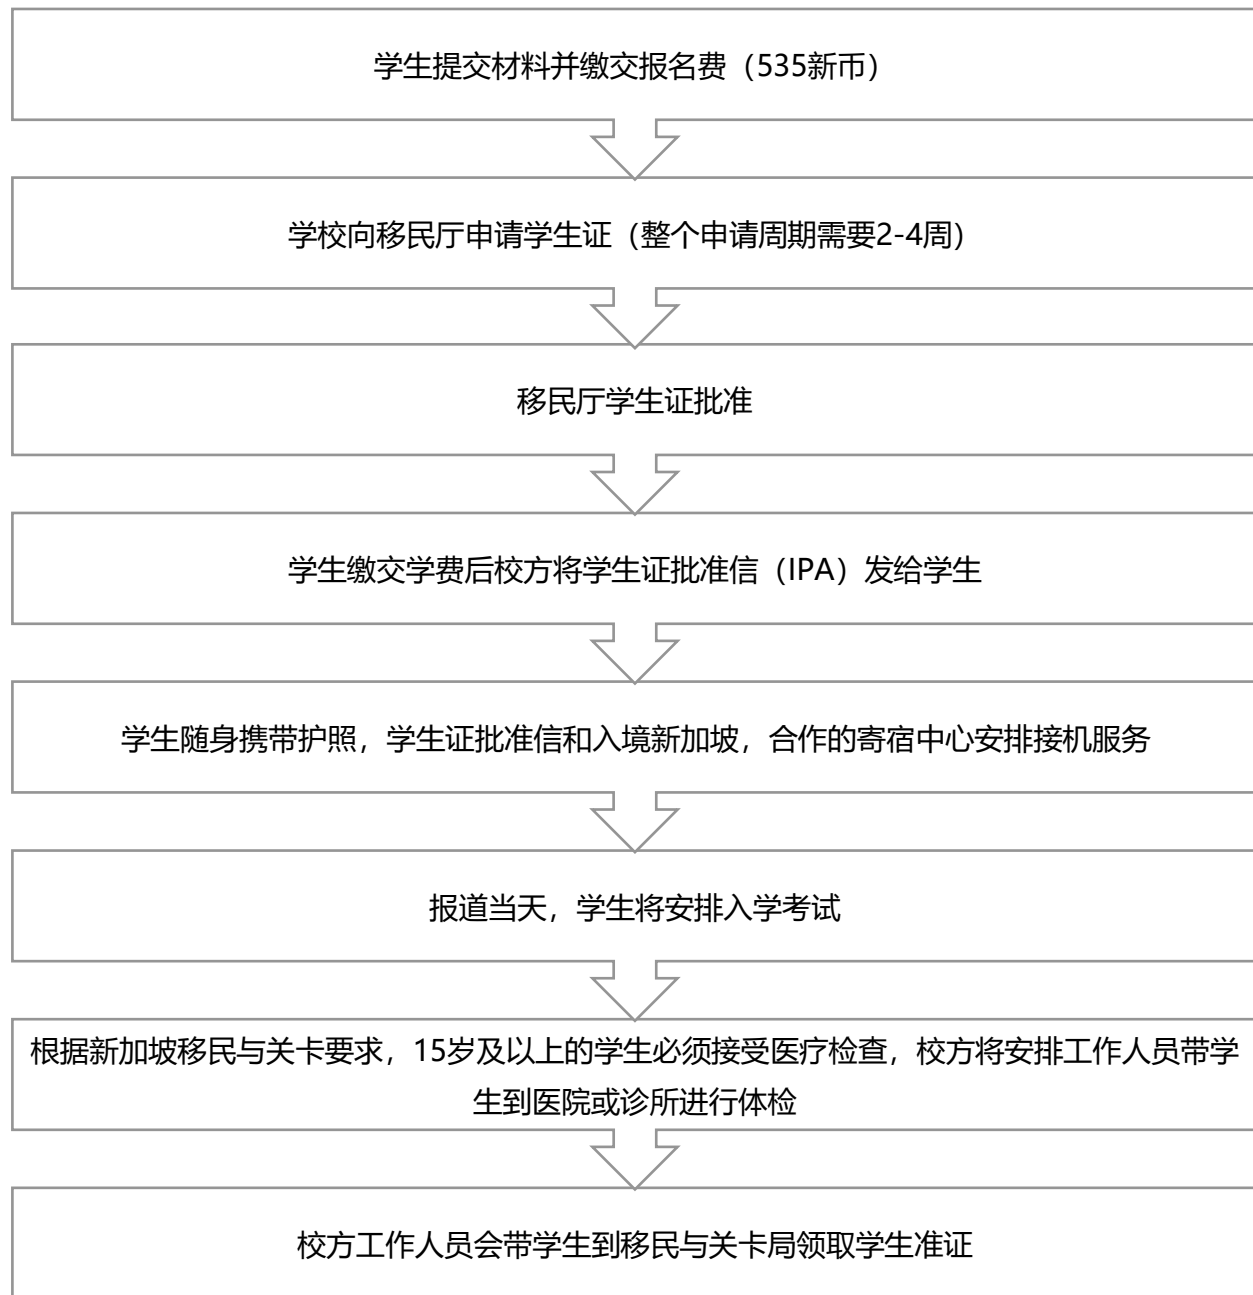 学生提交材料并缴交报名费（535新币）
学校向移民厅申请学生证（整个申请周期需要2-4周）
移民厅学生证批准
学生缴交学费后校方将学生证批准信（IPA）发给学生
学生随身携带护照，学生证批准信和入境新加坡，合作的寄宿中心安排接机服务
报道当天，学生将安排入学考试
根据新加坡移民与关卡要求，15岁及以上的学生必须接受医疗检查，校方将安排工作人员带学
生到医院或诊所进行体检
校方工作人员会带学生到移民与关卡局领取学生准证